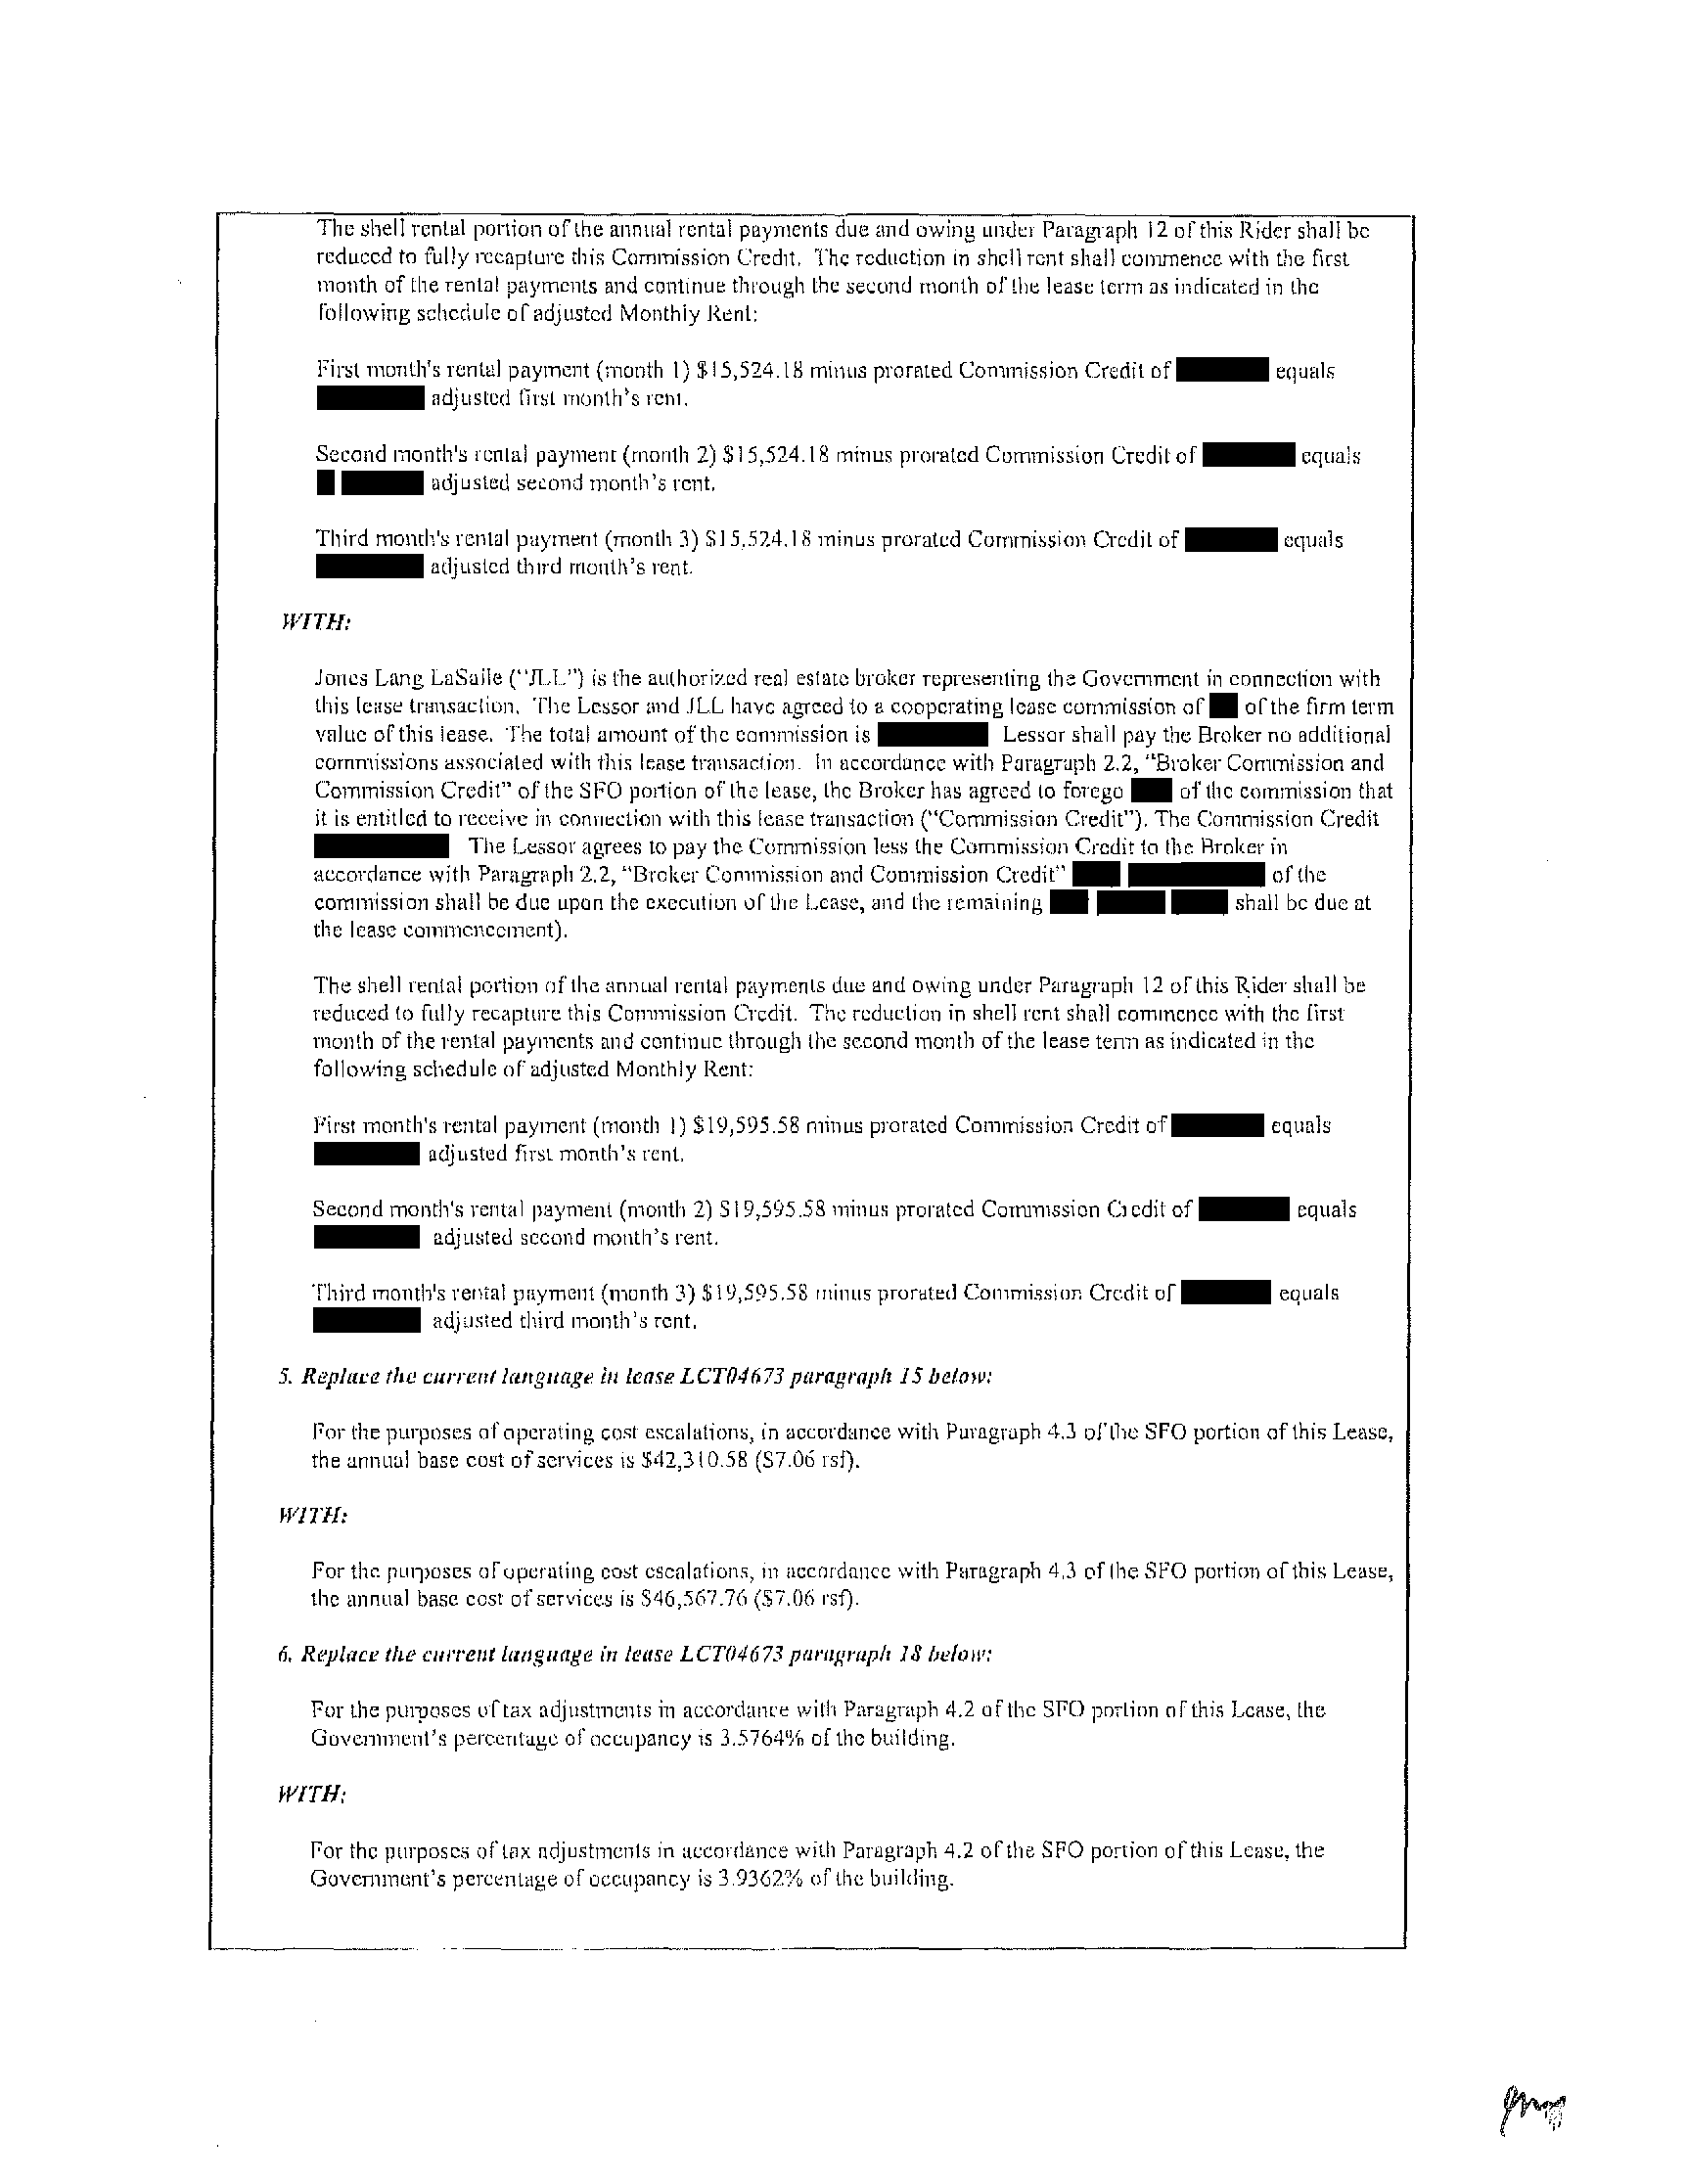 The shell rental portion of the annual rental payments due and owing under Paragraph 12 of this Rider shall be
reduced to fully recapture this Commission Credit. The reduction in shell rent shall commence with the first
month of the rental payments and continue through the second month of the lease term as indicated in the
following schedule of adjusted Monthly Rent:
First month's rental payment (month 1) $15,524.18 minus prorated Commission Credit of equals
adjusted first month's rent.
Second month's rental payment (month 2) $15,524.18 minus prorated Commission Credit of equals
adjusted second month's rent.
Third month's rental payment (month 3) $15,524.18 minus prorated Commission Credit of equals
adjusted third month's rent.
WITH:
Jones Lang LaSalle ("JLL") is the authorized real estate broker representing the Government in connection with
this lease transaction. The Lessor and JLL have agreed to a cooperating lease commission of of the firm term
value of this lease. The total amount of the commission is Lessor shall pay the Broker no additional
commissions associated with this lease transaction. In accordance with Paragraph 2.2, "Broker Commission and
Commission Credit" of the SFO portion of the lease, the Broker has agreed to forego of the commission that
it is entitled to receive in connection with this lease transaction ("Commission Credit"). The Commission Credit
The Lessor agrees to pay the Commission less the Commission Credit to the Broker in
accordance with Paragraph 2.2, "Broker Commission and Commission Credit" of the
commission shall be due upon the execution of the Lease, and the remaining shall be due at
the lease commencement).
The shell rental portion of the annual rental payments due and owing under Paragraph 12 of this Rider shall be
reduced to fully recapture this Commission Credit. The reduction in shell rent shall commence with the first
month of the rental payments and continue through the second month of the lease term as indicated in the
following schedule of adjusted Monthly Rent:
First month's rental payment (month 1) $19,595.58 minus prorated Commission Credit of equals
adjusted first month's rent.
Second month's rental payment (month 2) $19,595.58 minus prorated Commission Credit of equals
adjusted second month's rent.
Third month's rental payment (month 3) $19,595.58 minus prorated Commission Credit of equals
adjusted third month's rent.
5. Replace the current language in lease LCT04673 paragraph 15 below:
For the purposes of operating cost escalations, in accordance with Paragraph 4.3 of the SFO portion of this Lease,
the annual base cost of services is $42,310.58 ($7.06 rsf).
WITH:
For the purposes of operating cost escalations, in accordance with Paragraph 4.3 of the SFO portion of this Lease,
the annual base cost of services is $46,567.76 ($7.06 rsf).
6. Replace the current language in lease LCT04673 paragraph 18 below:
For the purposes of tax adjustments in accordance with Paragraph 4.2 of the SFO portion of this Lease, the
Government's percentage of occupancy is 3.5764% of the building.
WITH:
For the purposes of tax adjustments in accordance with Paragraph 4.2 of the SFO portion of this Lease, the
Government's percentage of occupancy is 3.9362% of the building.